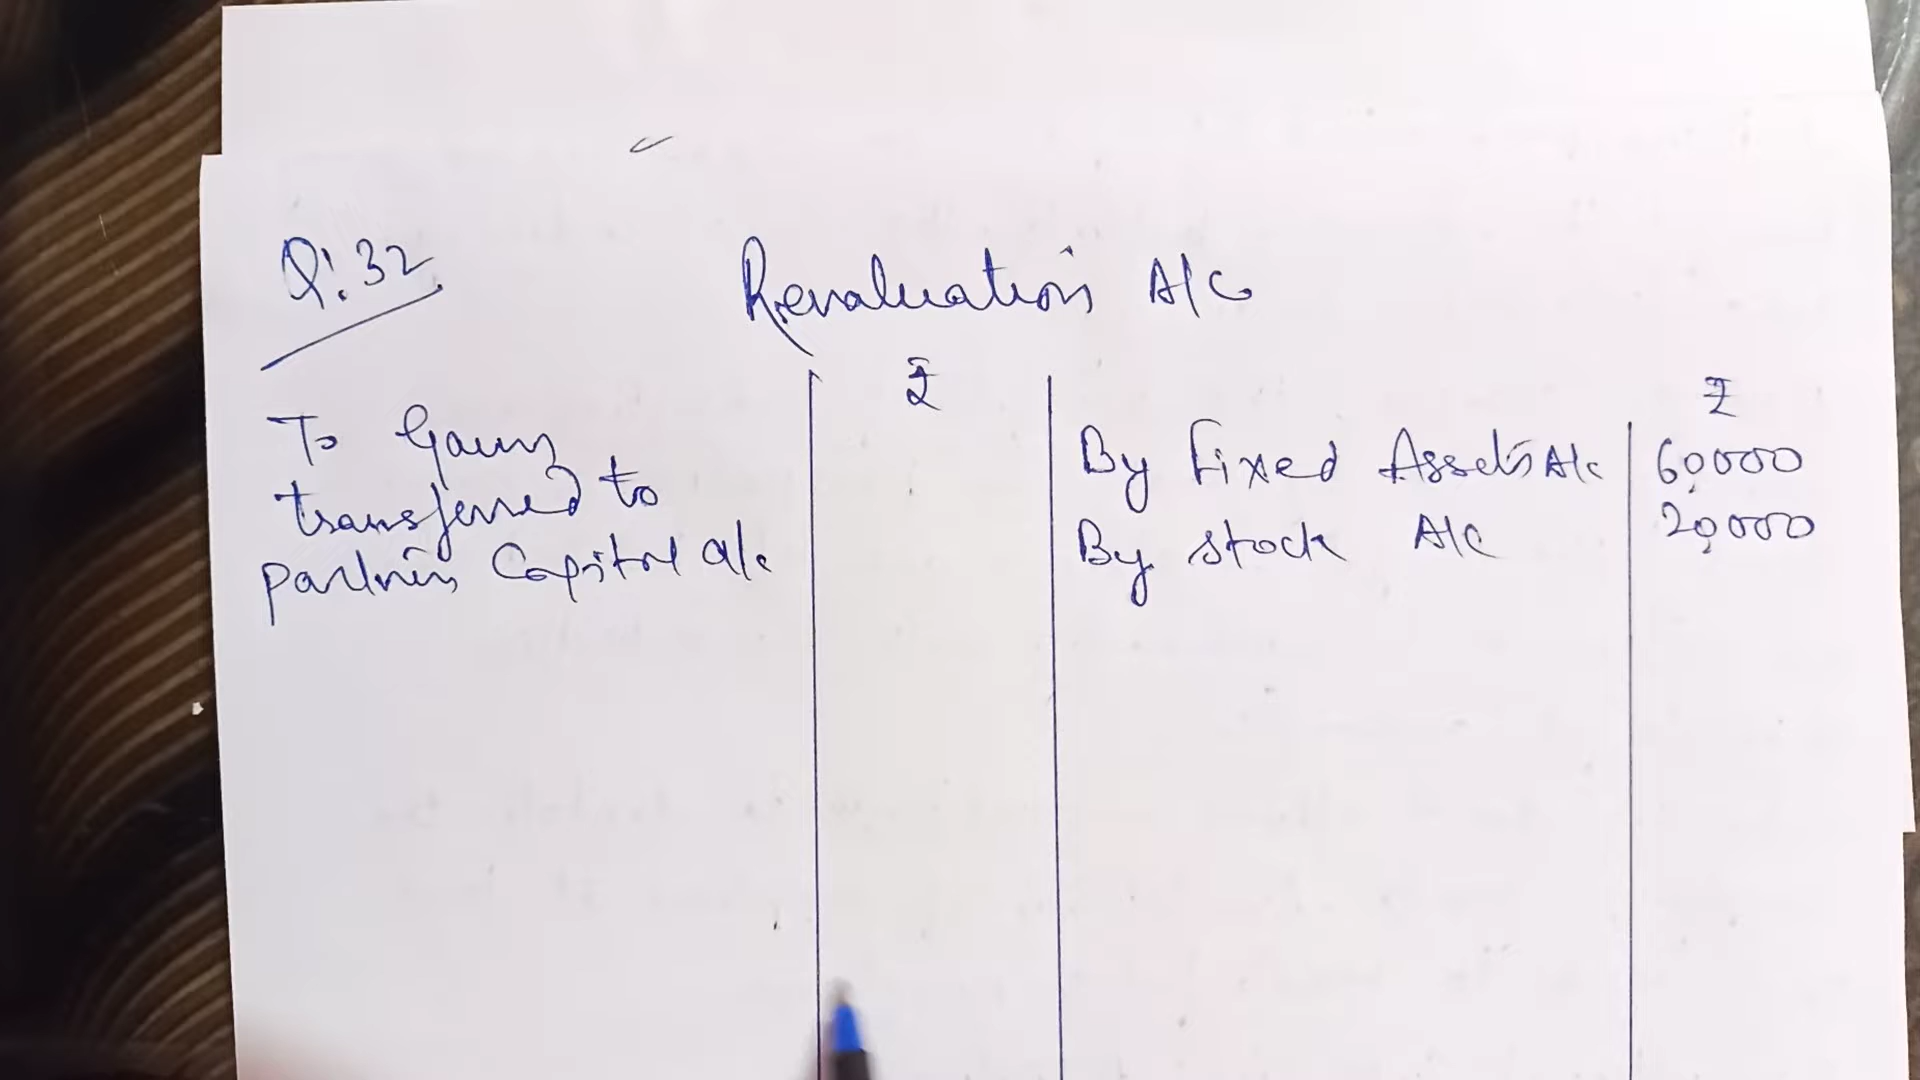 Q.32
Revaluation A/c
₹
₹
To Gain
transferred to
partners Capital a/c
By Fixed Assets A/c 60,000
By Stock A/c 20,000